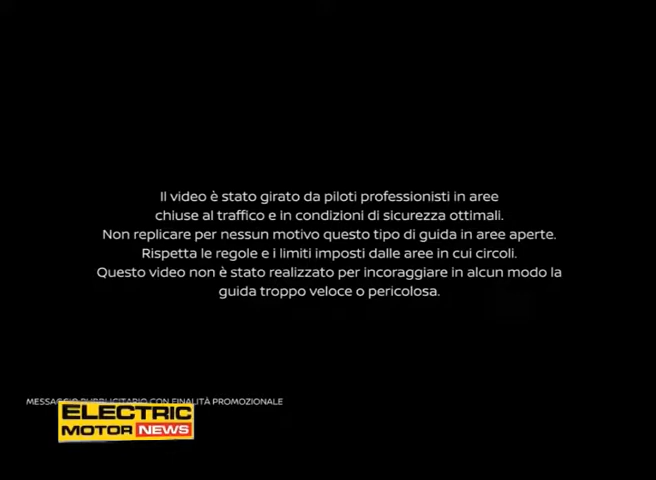 Il video è stato girato da piloti professionisti in aree
chiuse al traffico e in condizioni di sicurezza ottimali.
Non replicare per nessun motivo questo tipo di guida in aree aperte.
Rispetta le regole e i limiti imposti dalle aree in cui circoli.
Questo video non è stato realizzato per incoraggiare in alcun modo la
guida troppo veloce o pericolosa.
MESSAGGIO PUBBLICITARIO CON FINALITÀ PROMOZIONALE
ELECTRIC
MOTOR NEWS